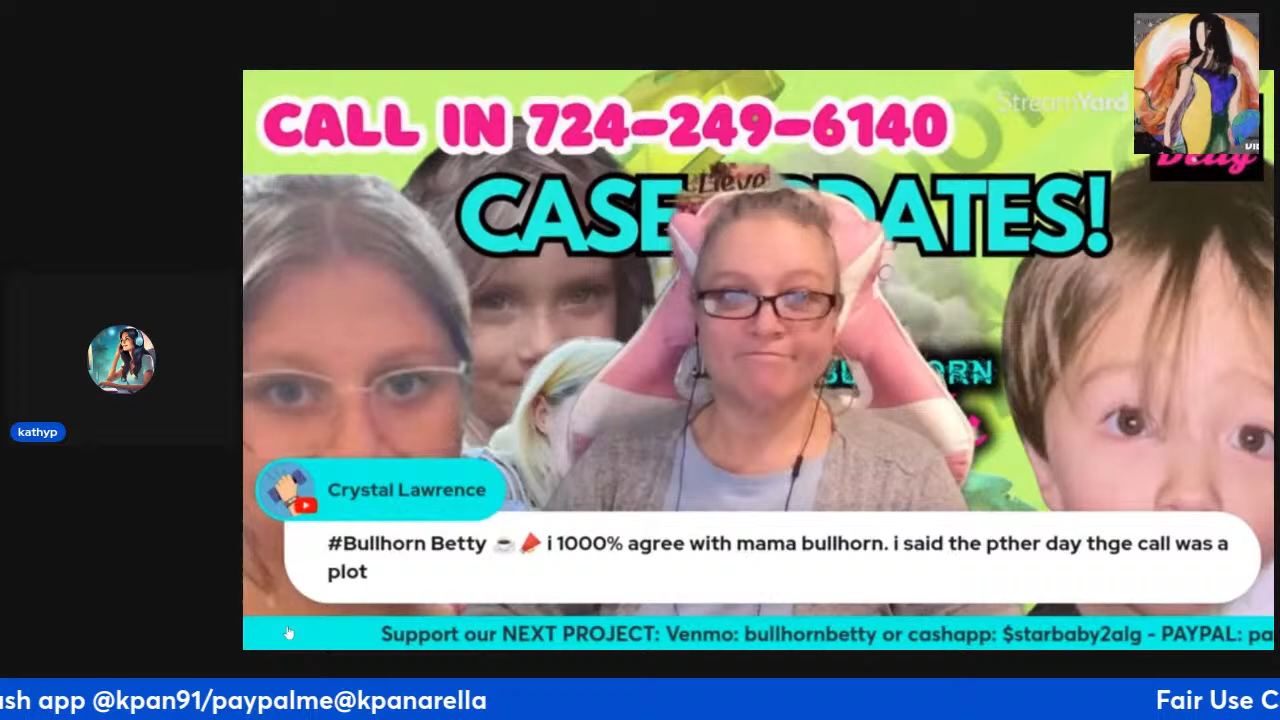 CALL IN 724-249-6140
StreamYard
CASE DATES!
kathyp
Crystal Lawrence
#Bullhorn Betty ☕📣 i 1000% agree with mama bullhorn. i said the pther day thge call was a
plot
Support our NEXT PROJECT: Venmo: bullhornbetty or cashapp: $starbaby2alg - PAYPAL: pa
ash app @kpan91/paypalme@kpanarella
Fair Use C